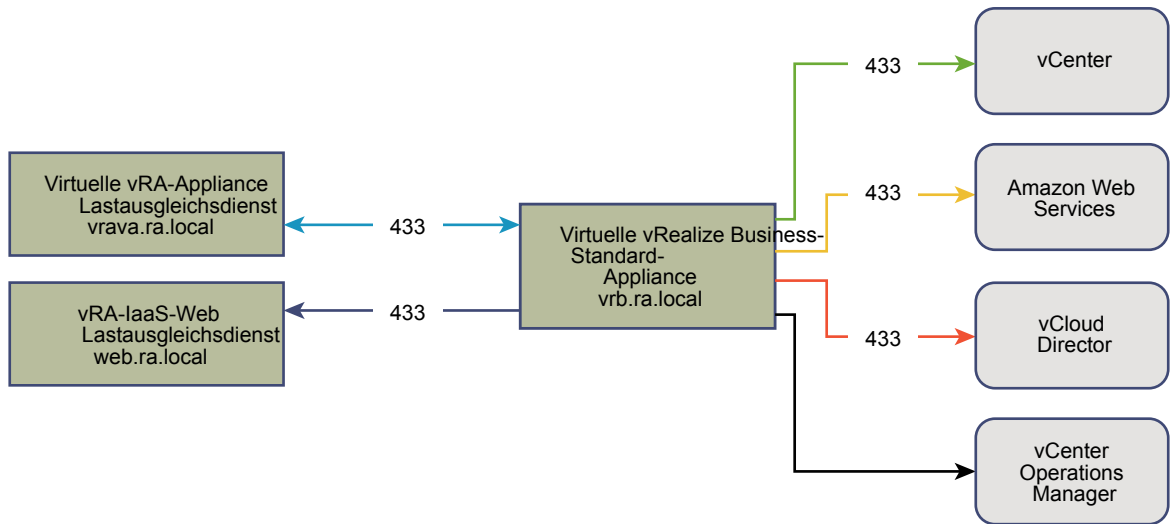 Virtuelle vRA-Appliance
Lastausgleichsdienst
vrava.ra.local
433
vRA-IaaS-Web
Lastausgleichsdienst
web.ra.local
433
Virtuelle vRealize Business-
Standard-
Appliance
vrb.ra.local
433
vCenter
433
Amazon Web
Services
433
vCloud
Director
vCenter
Operations
Manager